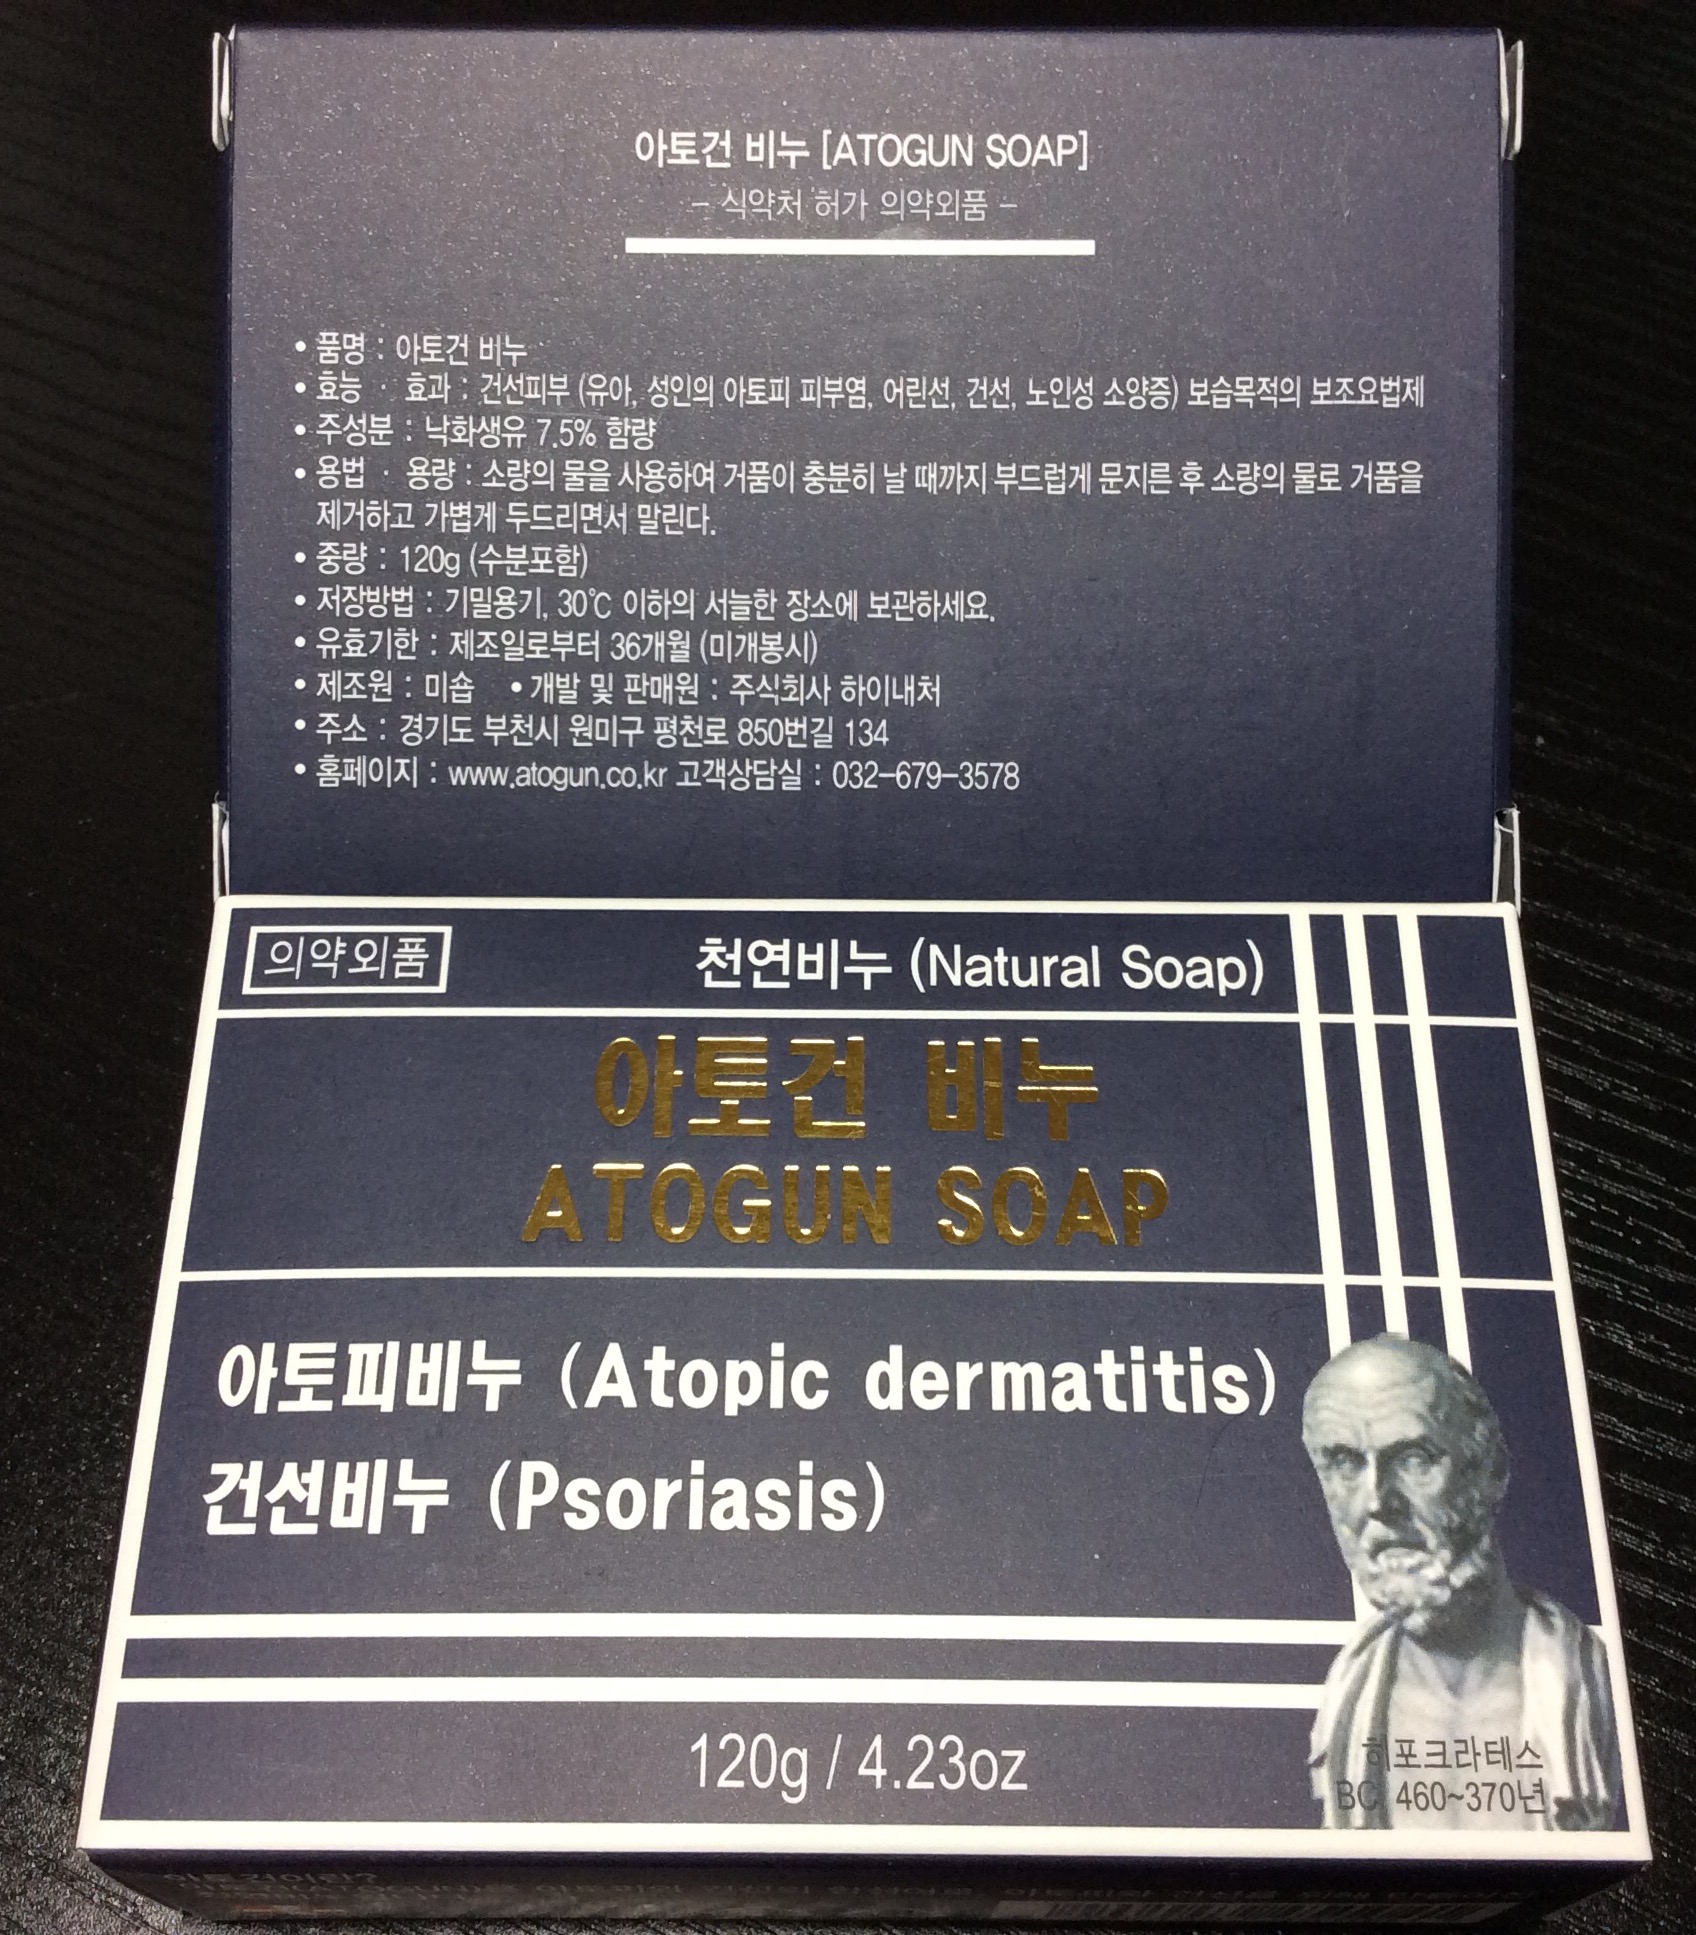 아토건 비누 [ATOGUN SOAP]
- 식약처 허가 의약외품 -
• 품명 : 아토건 비누
• 효능 · 효과 : 건선피부 (유아, 성인의 아토피 피부염, 어린선, 건선, 노인성 소양증) 보습목적의 보조요법제
• 주성분 : 낙화생유 7.5% 함량
• 용법 · 용량 : 소량의 물을 사용하여 거품이 충분히 날 때까지 부드럽게 문지른 후 소량의 물로 거품을
제거하고 가볍게 두드리면서 말린다.
• 중량 : 120g (수분포함)
• 저장방법 : 기밀용기, 30℃ 이하의 서늘한 장소에 보관하세요.
• 유효기한 : 제조일로부터 36개월 (미개봉시)
• 제조원 : 미숍 • 개발 및 판매원 : 주식회사 하이내처
• 주소 : 경기도 부천시 원미구 평천로 850번길 134
• 홈페이지 : www.atogun.co.kr 고객상담실 : 032-679-3578
의약외품
천연비누 (Natural Soap)
아토건 비누
ATOGUN SOAP
아토피비누 (Atopic dermatitis)
건선비누 (Psoriasis)
120g / 4.23oz
히포크라테스
BC 460~370년